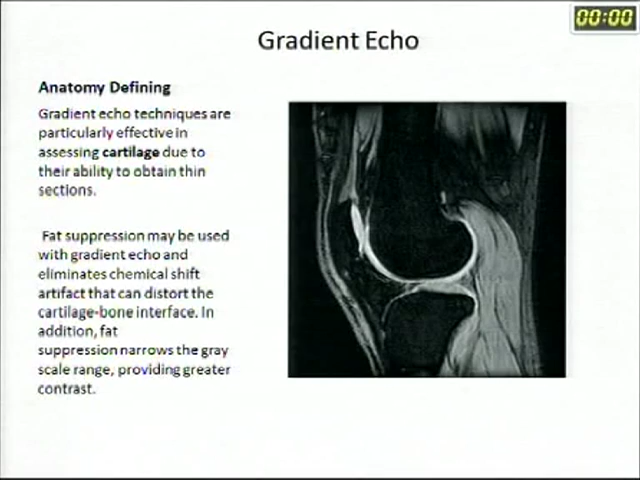 00:00
Gradient Echo
Anatomy Defining
Gradient echo techniques are
particularly effective in
assessing cartilage due to
their ability to obtain thin
sections.
Fat suppression may be used
with gradient echo and
eliminates chemical shift
artifact that can distort the
cartilage-bone interface. In
addition, fat
suppression narrows the gray
scale range, providing greater
contrast.